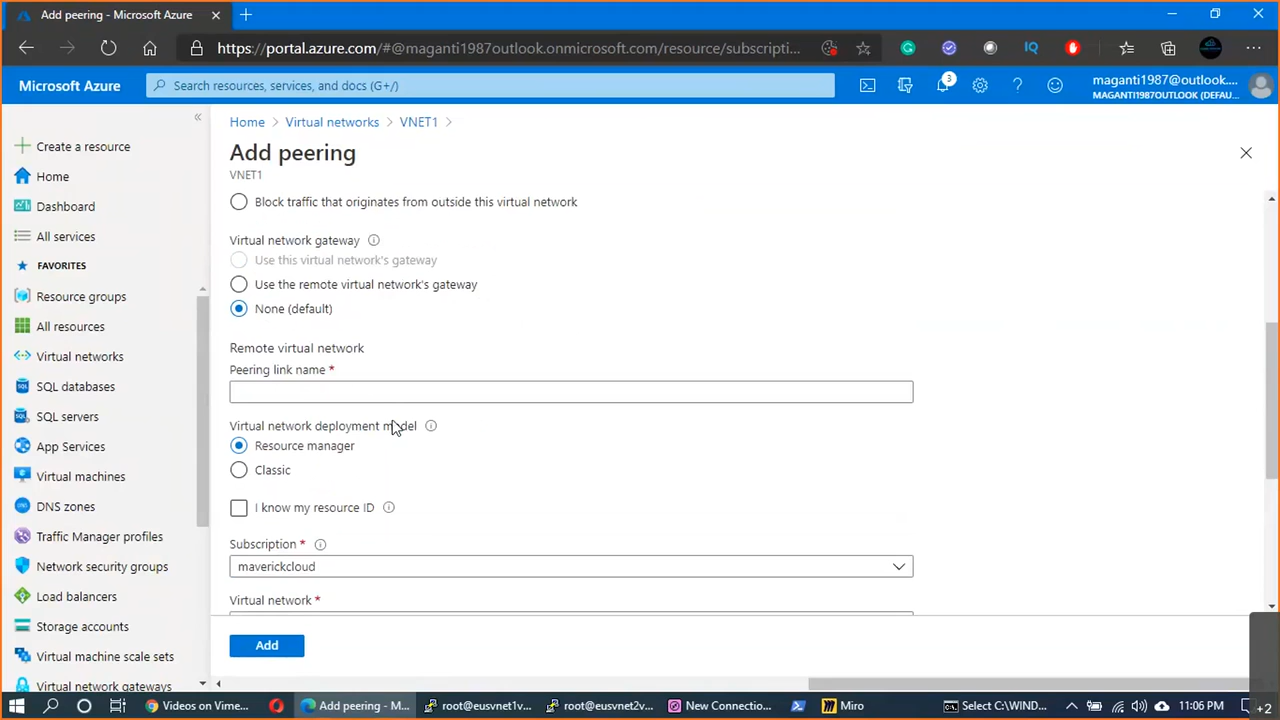 Add peering - Microsoft Azure
https://portal.azure.com/#@maganti1987outlook.onmicrosoft.com/resource/subscripti...
IQ
Microsoft Azure
Search resources, services, and docs (G+/)
3
maganti1987@outlook....
MAGANTI1987OUTLOOK (DEFAU...
Home > Virtual networks > VNET1 >
Add peering
VNET1
Create a resource
Home
Dashboard
All services
FAVORITES
Resource groups
All resources
Virtual networks
SQL databases
SQL servers
App Services
Virtual machines
DNS zones
Traffic Manager profiles
Network security groups
Load balancers
Storage accounts
Virtual machine scale sets
Virtual network gateways
Block traffic that originates from outside this virtual network
Virtual network gateway
Use this virtual network's gateway
Use the remote virtual network's gateway
None (default)
Remote virtual network
Peering link name *
Virtual network deployment model
Resource manager
Classic
I know my resource ID
Subscription *
maverickcloud
Virtual network *
Add
Videos on Vime...
Add peering - M...
root@eusvnet1v...
root@eusvnet2v...
New Connectio...
Miro
Select C:\WIND...
11:06 PM
+2